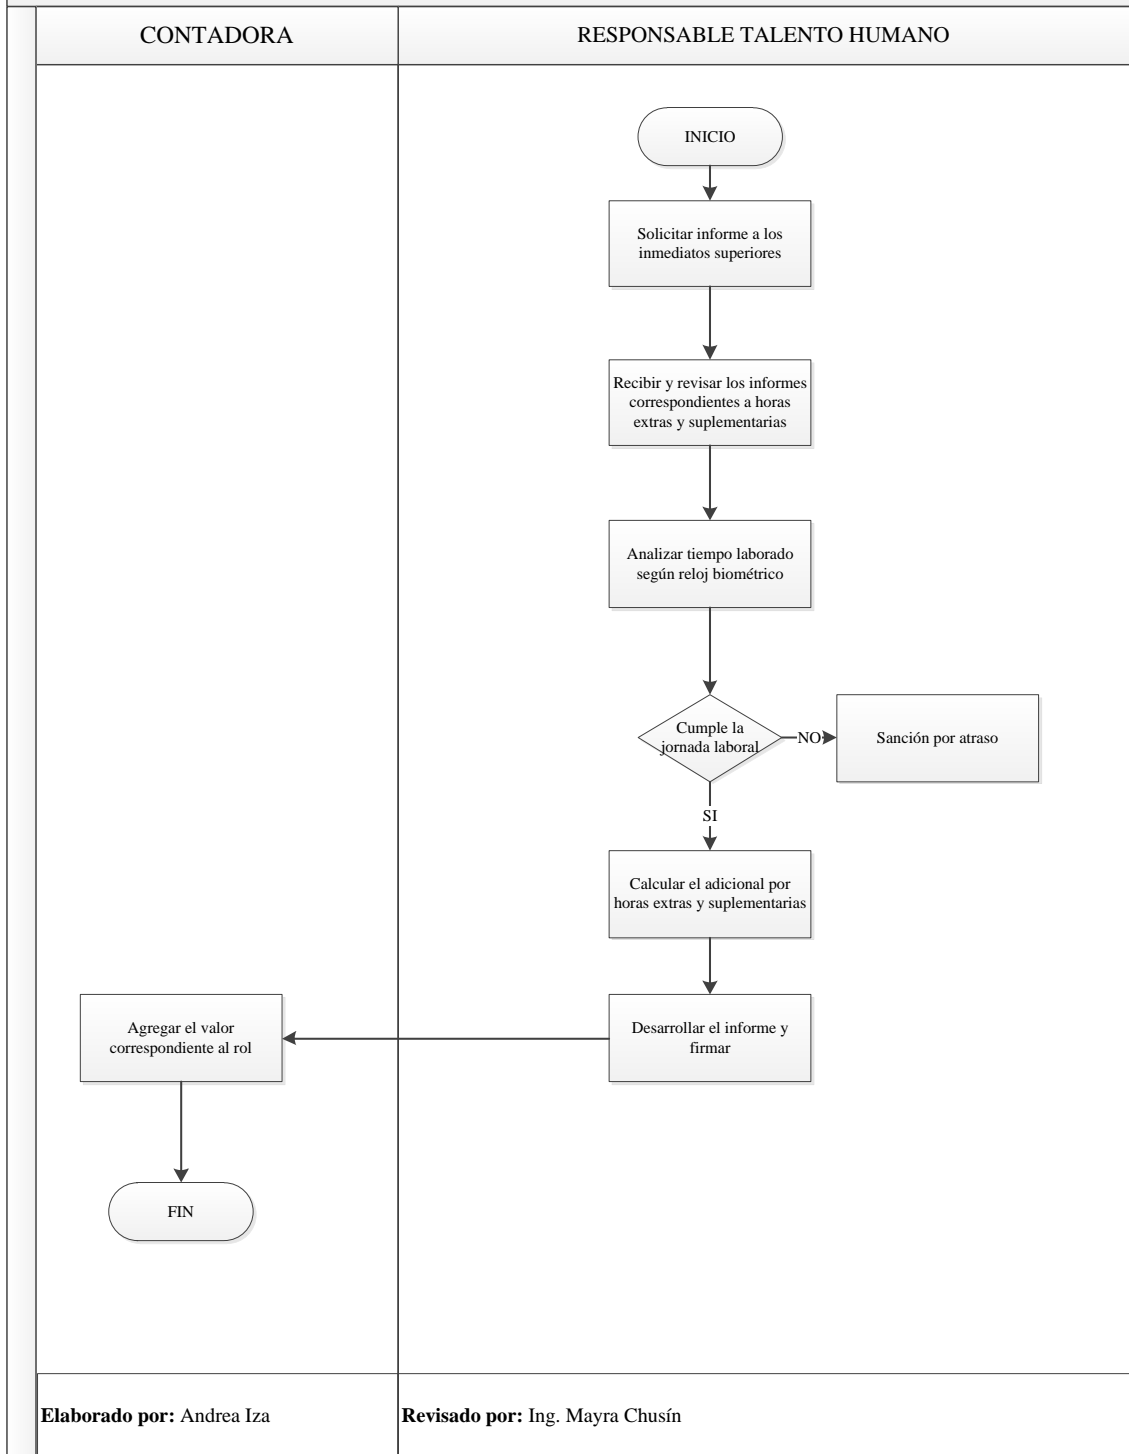 CONTADORA
RESPONSABLE TALENTO HUMANO
INICIO
Solicitar informe a los
inmediatos superiores
Recibir y revisar los informes
correspondientes a horas
extras y suplementarias
Analizar tiempo laborado
según reloj biométrico
Cumple la
jornada laboral
NO
Sanción por atraso
SI
Calcular el adicional por
horas extras y suplementarias
Desarrollar el informe y
firmar
Agregar el valor
correspondiente al rol
FIN
Elaborado por: Andrea Iza
Revisado por: Ing. Mayra Chusín